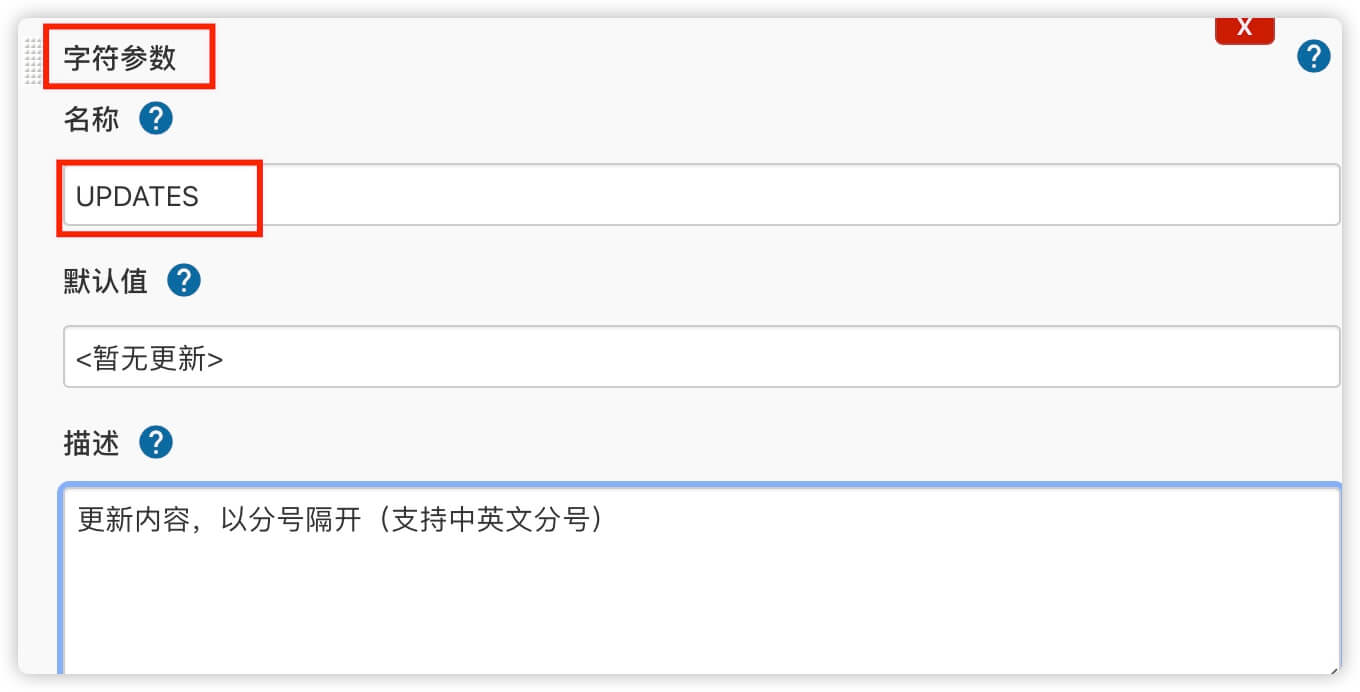 X
字符参数
?
名称 ?
UPDATES
默认值 ?
<暂无更新>
描述 ?
更新内容，以分号隔开（支持中英文分号）